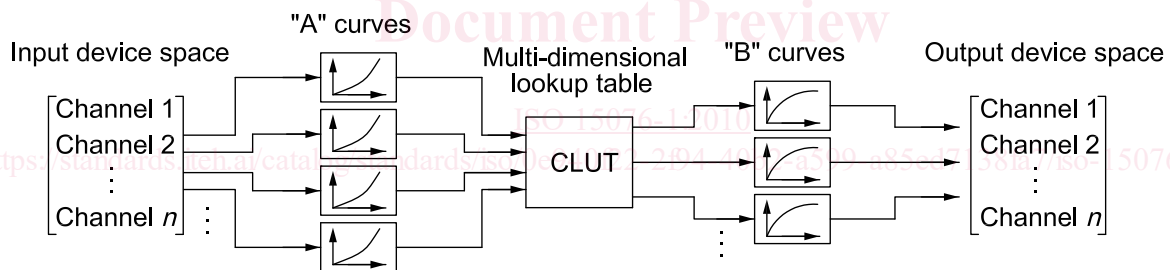 Document Preview
"A" curves
Input device space
Multi-dimensional
lookup table
"B" curves
Output device space
Channel 1
Channel 2
⋮
Channel n
⋮
CLUT
⋮
Channel 1
Channel 2
⋮
Channel n
ISO 15076-1:2010